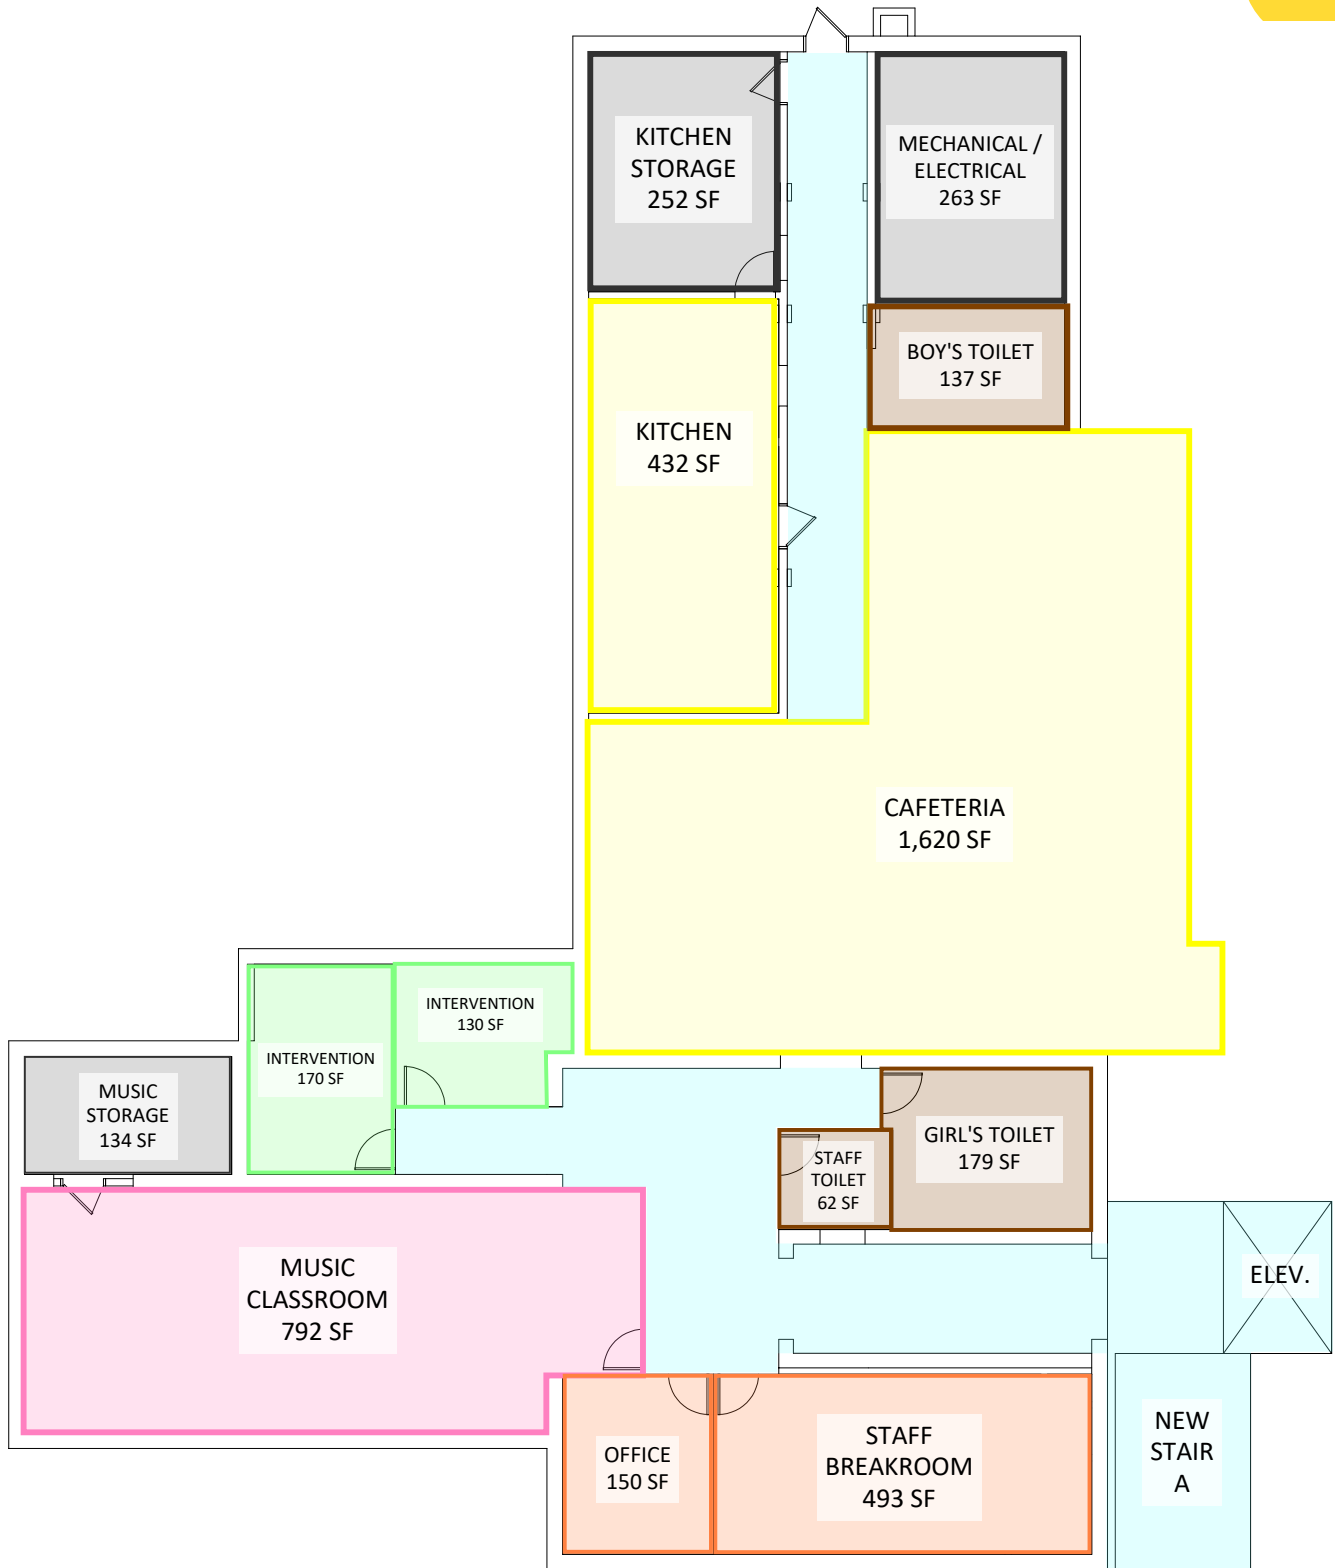 KITCHEN
STORAGE
252 SF
MECHANICAL /
ELECTRICAL
263 SF
BOY'S TOILET
137 SF
KITCHEN
432 SF
CAFETERIA
1,620 SF
INTERVENTION
130 SF
INTERVENTION
170 SF
MUSIC
STORAGE
134 SF
GIRL'S TOILET
179 SF
STAFF
TOILET
62 SF
MUSIC
CLASSROOM
792 SF
ELEV.
OFFICE
150 SF
STAFF
BREAKROOM
493 SF
NEW
STAIR
A